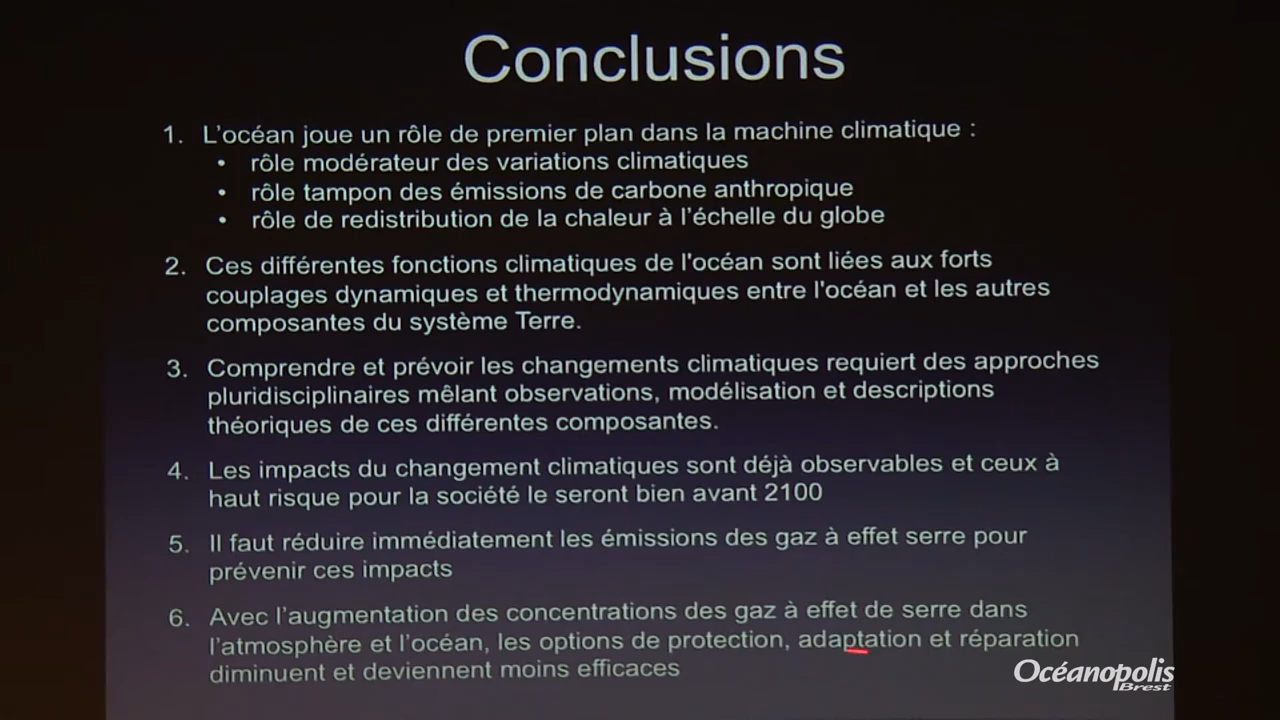 Conclusions
1. L'océan joue un rôle de premier plan dans la machine climatique :
• rôle modérateur des variations climatiques
• rôle tampon des émissions de carbone anthropique
• rôle de redistribution de la chaleur à l'échelle du globe
2. Ces différentes fonctions climatiques de l'océan sont liées aux forts
couplages dynamiques et thermodynamiques entre l'océan et les autres
composantes du système Terre.
3. Comprendre et prévoir les changements climatiques requiert des approches
pluridisciplinaires mêlant observations, modélisation et descriptions
théoriques de ces différentes composantes.
4. Les impacts du changement climatiques sont déjà observables et ceux à
haut risque pour la société le seront bien avant 2100
5. Il faut réduire immédiatement les émissions des gaz à effet serre pour
prévenir ces impacts
6. Avec l'augmentation des concentrations des gaz à effet de serre dans
l'atmosphère et l'océan, les options de protection, adaptation et réparation
diminuent et deviennent moins efficaces
Océanopolis
Brest